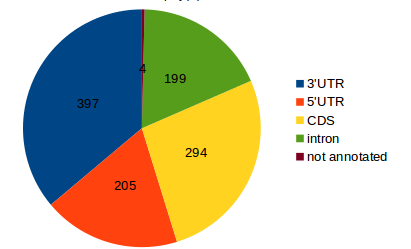 4
199
397
294
205
3'UTR
5'UTR
CDS
intron
not annotated